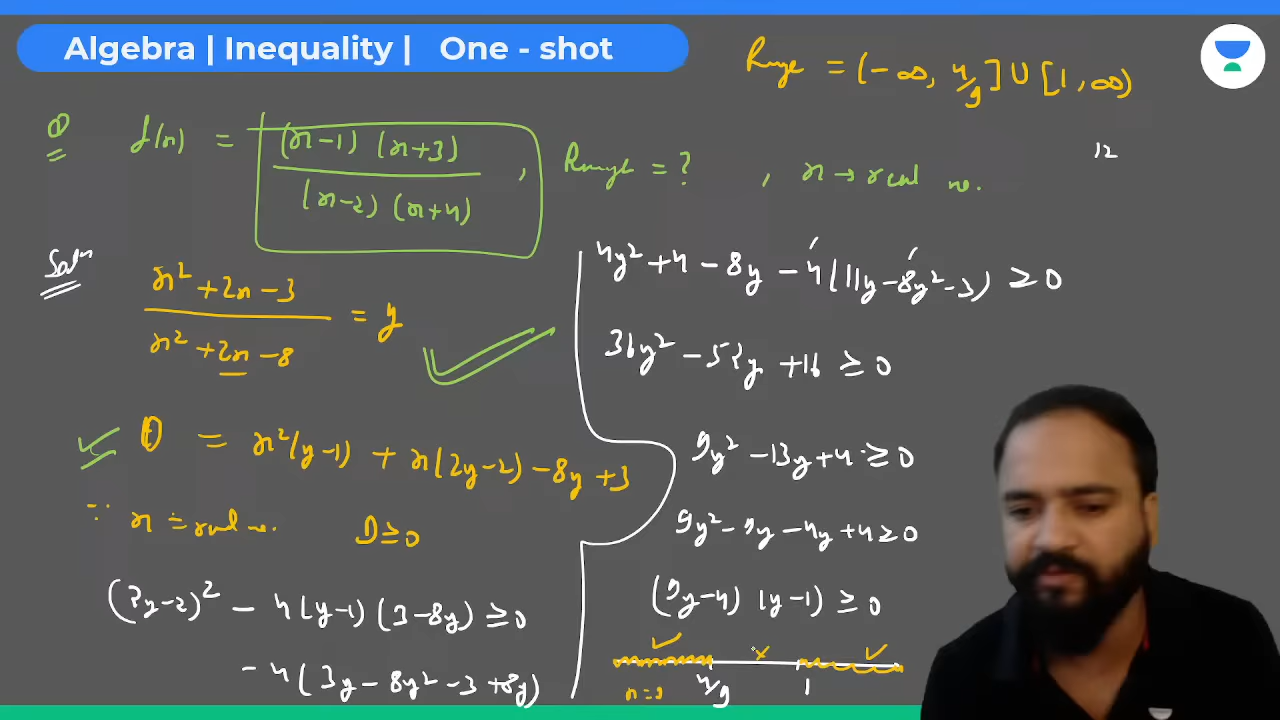 Algebra | Inequality | One - shot
Range = (-∞, 4/9] ∪ [1, ∞)
Q f(x) = (x-1) (x+3) / (x-2) (x+4) , Range = ? , x → real no.
12
Soln
x² + 2x - 3 / x² + 2x - 8 = y
0 = x²(y-1) + x(2y-2) - 8y + 3
∵ x = real no. D ≥ 0
(2y-2)² - 4(y-1) (3-8y) ≥ 0
- 4(3y - 8y² - 3 + 8y)
4y² + 4 - 8y - 4(11y - 8y² - 3) ≥ 0
36y² - 52y + 16 ≥ 0
9y² - 13y + 4 ≥ 0
9y² - 9y - 4y + 4 ≥ 0
(9y-4) (y-1) ≥ 0
4/9 1